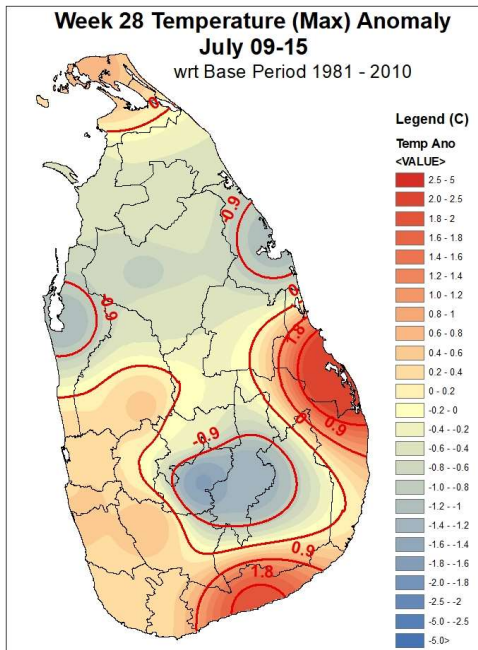 Week 28 Temperature (Max) Anomaly
July 09-15
wrt Base Period 1981 - 2010
Legend (C)
Temp Ano
<VALUE>
2.5 - 5
2.0 - 2.5
1.8 - 2
1.6 - 1.8
1.4 - 1.6
1.2 - 1.4
1.0 - 1.2
0.8 - 1
0.6 - 0.8
0.4 - 0.6
0.2 - 0.4
0 - 0.2
-0.2 - 0
-0.4 - -0.2
-0.6 - -0.4
-0.8 - -0.6
-1.0 - -0.8
-1.2 - -1
-1.4 - -1.2
-1.6 - -1.4
-1.8 - -1.6
-2.0 - -1.8
-2.5 - -2
-5.0 - -2.5
-5.0>
0
-0.9
0
1.8
0.9
-0.9
0.9
1.8